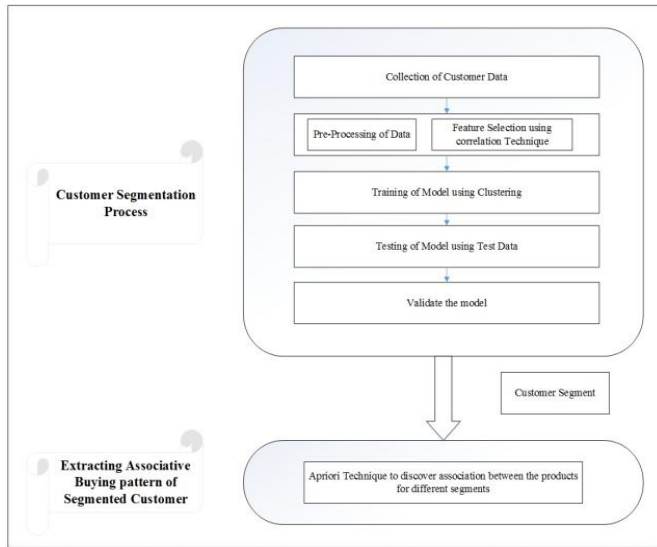 Collection of Customer Data
Pre-Processing of Data
Feature Selection using
correlation Technique
Customer Segmentation
Process
Training of Model using Clustering
Testing of Model using Test Data
Validate the model
Customer Segment
Extracting Associative
Buying pattern of
Segmented Customer
Apriori Technique to discover association between the products
for different segments